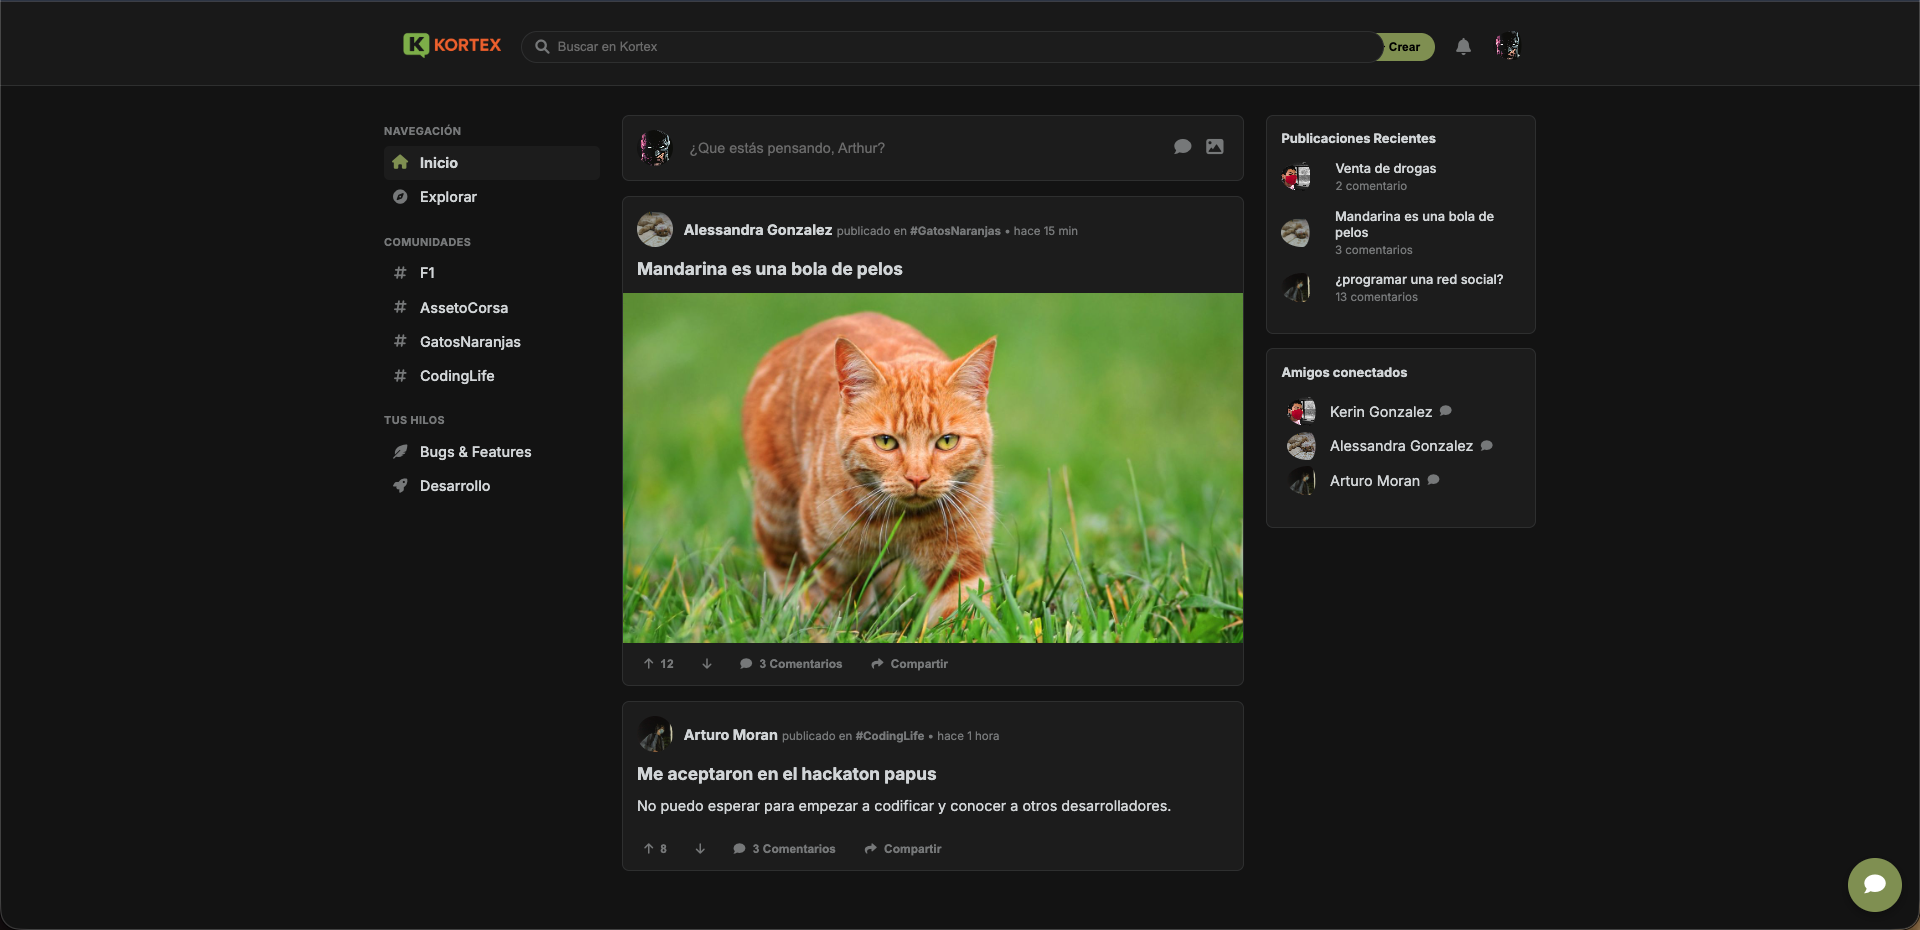 K KORTEX
Buscar en Kortex
Crear
NAVEGACIÓN
Inicio
Explorar
COMUNIDADES
# F1
# AssetoCorsa
# GatosNaranjas
# CodingLife
TUS HILOS
Bugs & Features
Desarrollo
¿Que estás pensando, Arthur?
Alessandra Gonzalez publicado en #GatosNaranjas • hace 15 min
Mandarina es una bola de pelos
12
3 Comentarios
Compartir
Arturo Moran publicado en #CodingLife • hace 1 hora
Me aceptaron en el hackaton papus
No puedo esperar para empezar a codificar y conocer a otros desarrolladores.
8
3 Comentarios
Compartir
Publicaciones Recientes
Venta de drogas
2 comentario
Mandarina es una bola de
pelos
3 comentarios
¿programar una red social?
13 comentarios
Amigos conectados
Kerin Gonzalez
Alessandra Gonzalez
Arturo Moran